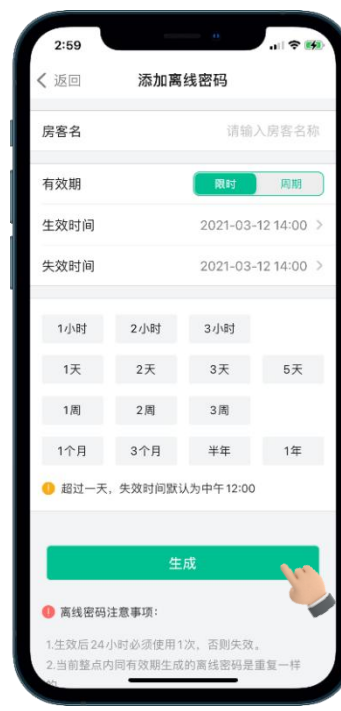 2:59
返回 添加离线密码
房客名 请输入房客名称
有效期 限时 周期
生效时间 2021-03-12 14:00
失效时间 2021-03-12 14:00
1小时 2小时 3小时
1天 2天 3天 5天
1周 2周 3周
1个月 3个月 半年 1年
超过一天，失效时间默认为中午12:00
生成
离线密码注意事项：
1.生效后24小时必须使用1次，否则失效。
2.当前整点内同有效期生成的离线密码是重复一样